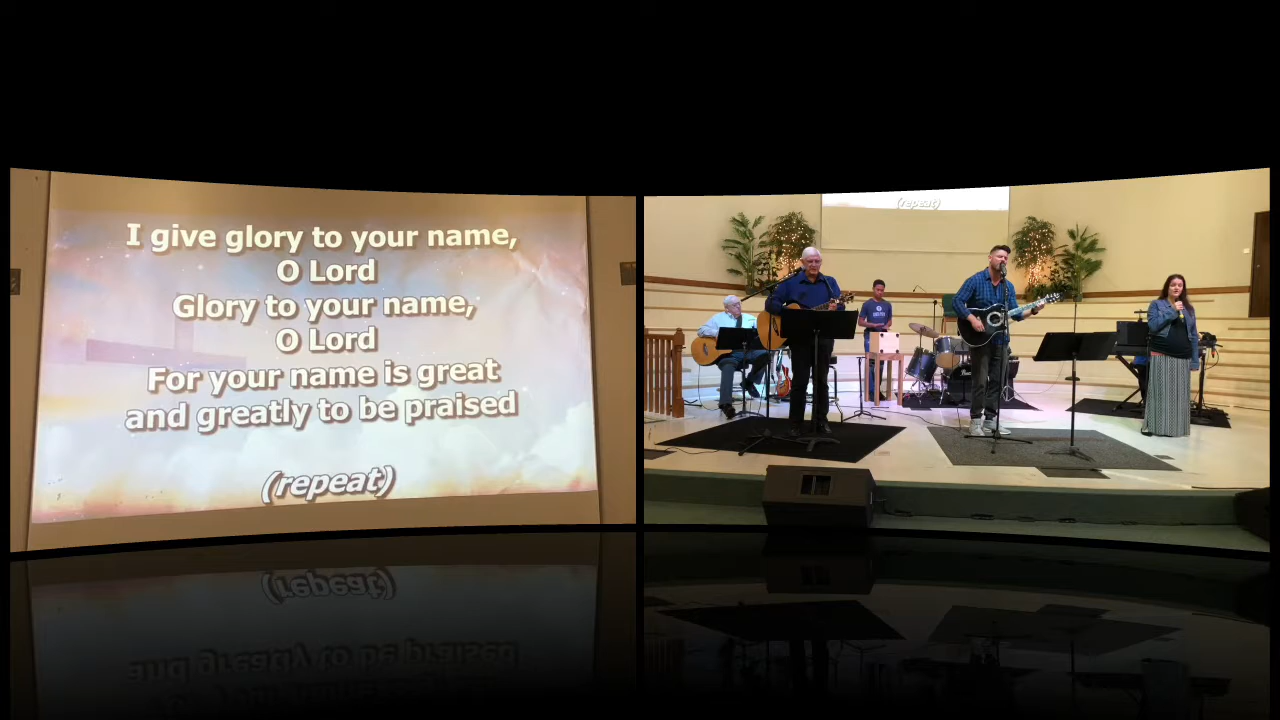 I give glory to your name,
O Lord
Glory to your name,
O Lord
For your name is great
and greatly to be praised
(repeat)
(repeat)